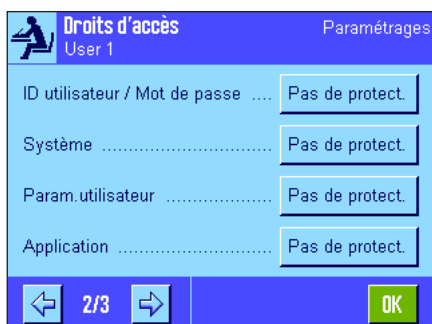 Droits d'accès Paramétrages
User 1
ID utilisateur / Mot de passe .... Pas de protect.
Système ............................ Pas de protect.
Param.utilisateur ................... Pas de protect.
Application ......................... Pas de protect.
2/3 OK